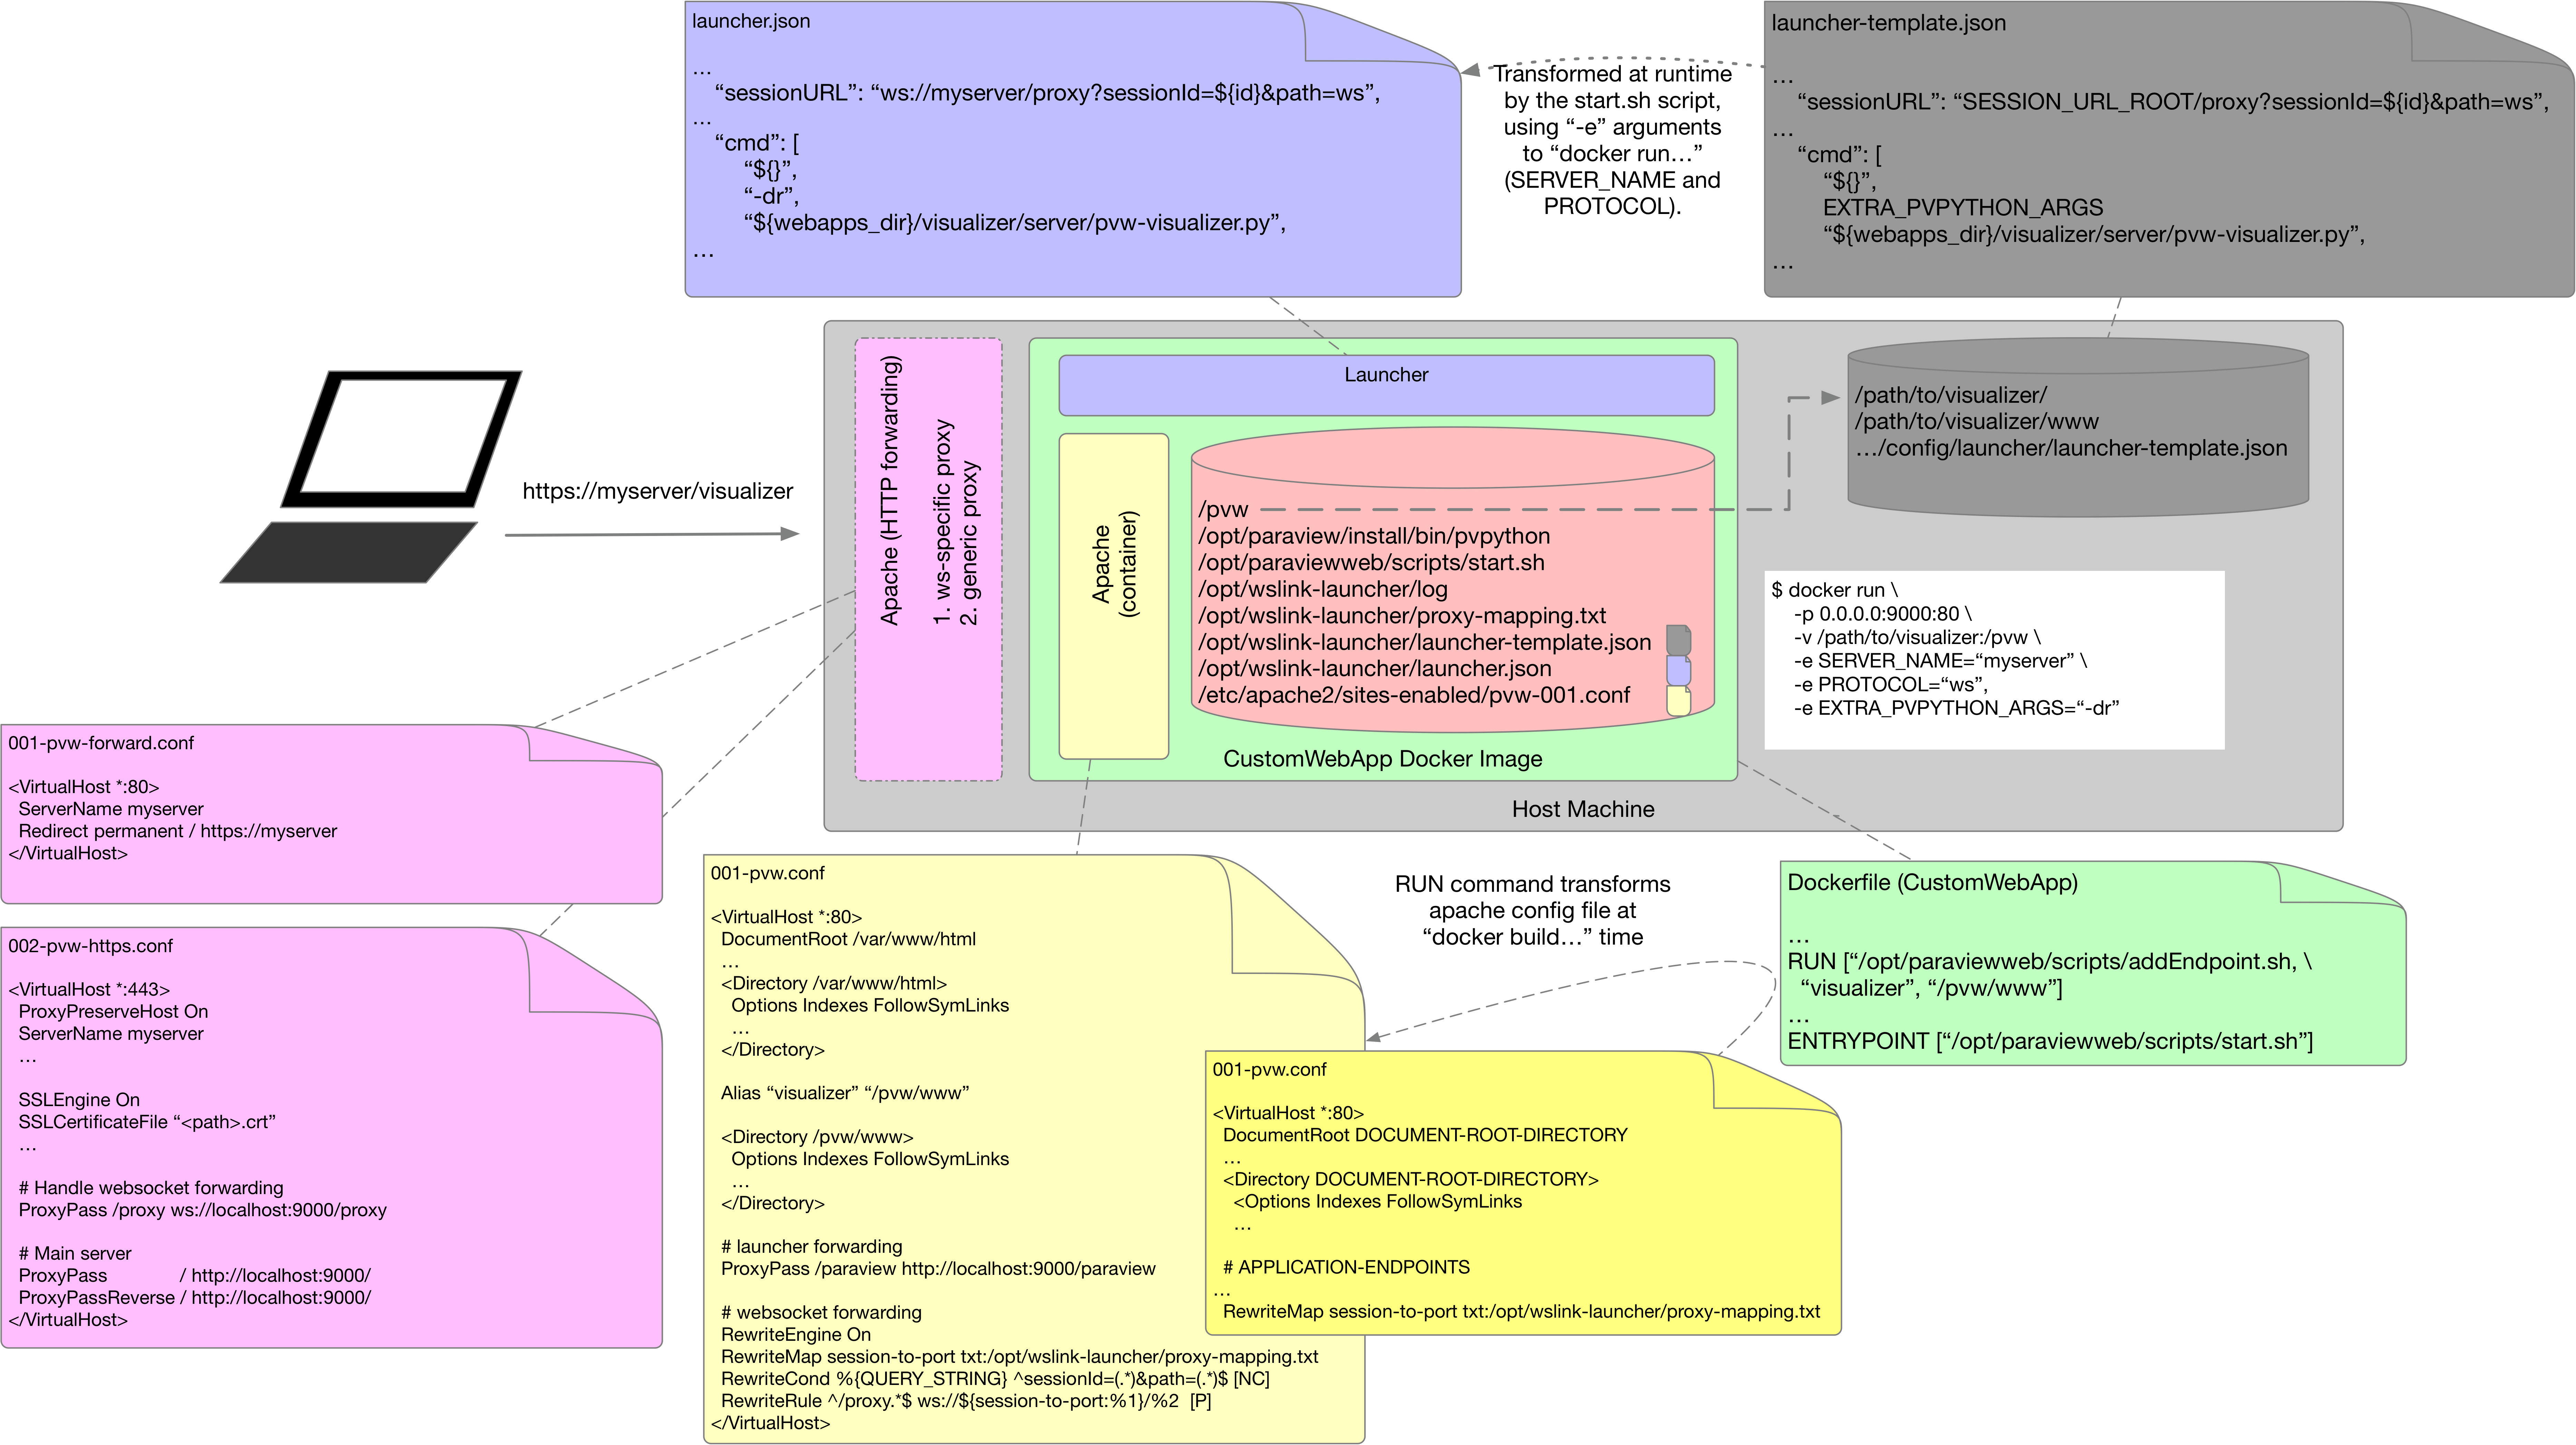 launcher.json
…
“sessionURL”: “ws://myserver/proxy?sessionId=${id}&path=ws”,
…
“cmd”: [
“${}”,
“-dr”,
“${webapps_dir}/visualizer/server/pvw-visualizer.py”,
…
Transformed at runtime
by the start.sh script,
using “-e” arguments
to “docker run…”
(SERVER_NAME and
PROTOCOL).
launcher-template.json
…
“sessionURL”: “SESSION_URL_ROOT/proxy?sessionId=${id}&path=ws”,
…
“cmd”: [
“${}”,
EXTRA_PVPYTHON_ARGS
“${webapps_dir}/visualizer/server/pvw-visualizer.py”,
…
https://myserver/visualizer
Apache (HTTP forwarding)
1. ws-specific proxy
2. generic proxy
Launcher
Apache
(container)
/pvw
/opt/paraview/install/bin/pvpython
/opt/paraviewweb/scripts/start.sh
/opt/wslink-launcher/log
/opt/wslink-launcher/proxy-mapping.txt
/opt/wslink-launcher/launcher-template.json
/opt/wslink-launcher/launcher.json
/etc/apache2/sites-enabled/pvw-001.conf
CustomWebApp Docker Image
Host Machine
/path/to/visualizer/
/path/to/visualizer/www
…/config/launcher/launcher-template.json
$ docker run \
-p 0.0.0.0:9000:80 \
-v /path/to/visualizer:/pvw \
-e SERVER_NAME=“myserver” \
-e PROTOCOL=“ws”,
-e EXTRA_PVPYTHON_ARGS=“-dr”
001-pvw-forward.conf
<VirtualHost *:80>
ServerName myserver
Redirect permanent / https://myserver
</VirtualHost>
002-pvw-https.conf
<VirtualHost *:443>
ProxyPreserveHost On
ServerName myserver
…
SSLEngine On
SSLCertificateFile “<path>.crt”
…
# Handle websocket forwarding
ProxyPass /proxy ws://localhost:9000/proxy
# Main server
ProxyPass / http://localhost:9000/
ProxyPassReverse / http://localhost:9000/
</VirtualHost>
001-pvw.conf
<VirtualHost *:80>
DocumentRoot /var/www/html
…
<Directory /var/www/html>
Options Indexes FollowSymLinks
…
</Directory>
Alias “visualizer” “/pvw/www”
<Directory /pvw/www>
Options Indexes FollowSymLinks
…
</Directory>
# launcher forwarding
ProxyPass /paraview http://localhost:9000/paraview
# websocket forwarding
RewriteEngine On
RewriteMap session-to-port txt:/opt/wslink-launcher/proxy-mapping.txt
RewriteCond %{QUERY_STRING} ^sessionId=(.*)&path=(.*)$ [NC]
RewriteRule ^/proxy.*$ ws://${session-to-port:%1}/%2 [P]
</VirtualHost>
RUN command transforms
apache config file at
“docker build…” time
001-pvw.conf
<VirtualHost *:80>
DocumentRoot DOCUMENT-ROOT-DIRECTORY
…
<Directory DOCUMENT-ROOT-DIRECTORY>
<Options Indexes FollowSymLinks
…
# APPLICATION-ENDPOINTS
…
RewriteMap session-to-port txt:/opt/wslink-launcher/proxy-mapping.txt
Dockerfile (CustomWebApp)
…
RUN [“/opt/paraviewweb/scripts/addEndpoint.sh, \
“visualizer”, “/pvw/www”]
…
ENTRYPOINT [“/opt/paraviewweb/scripts/start.sh”]